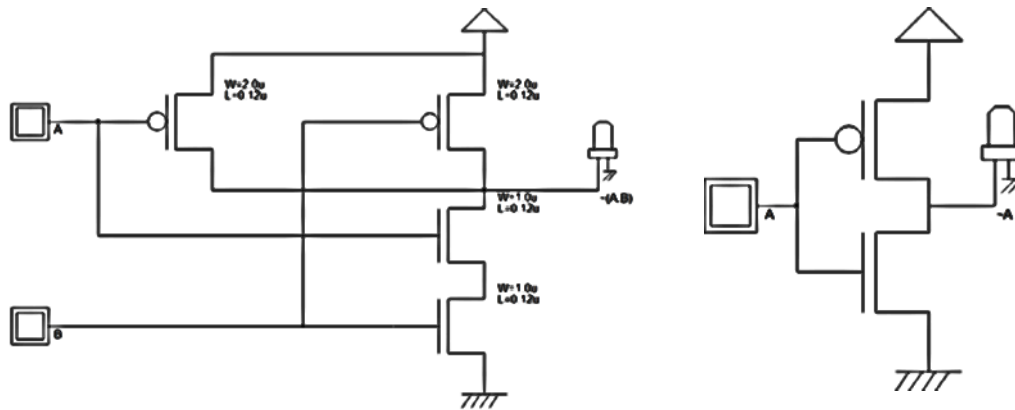 W=2.0u
L=0.12u
W=2.0u
L=0.12u
A
~(A.B)
W=1.0u
L=0.12u
W=1.0u
L=0.12u
B
A
~A